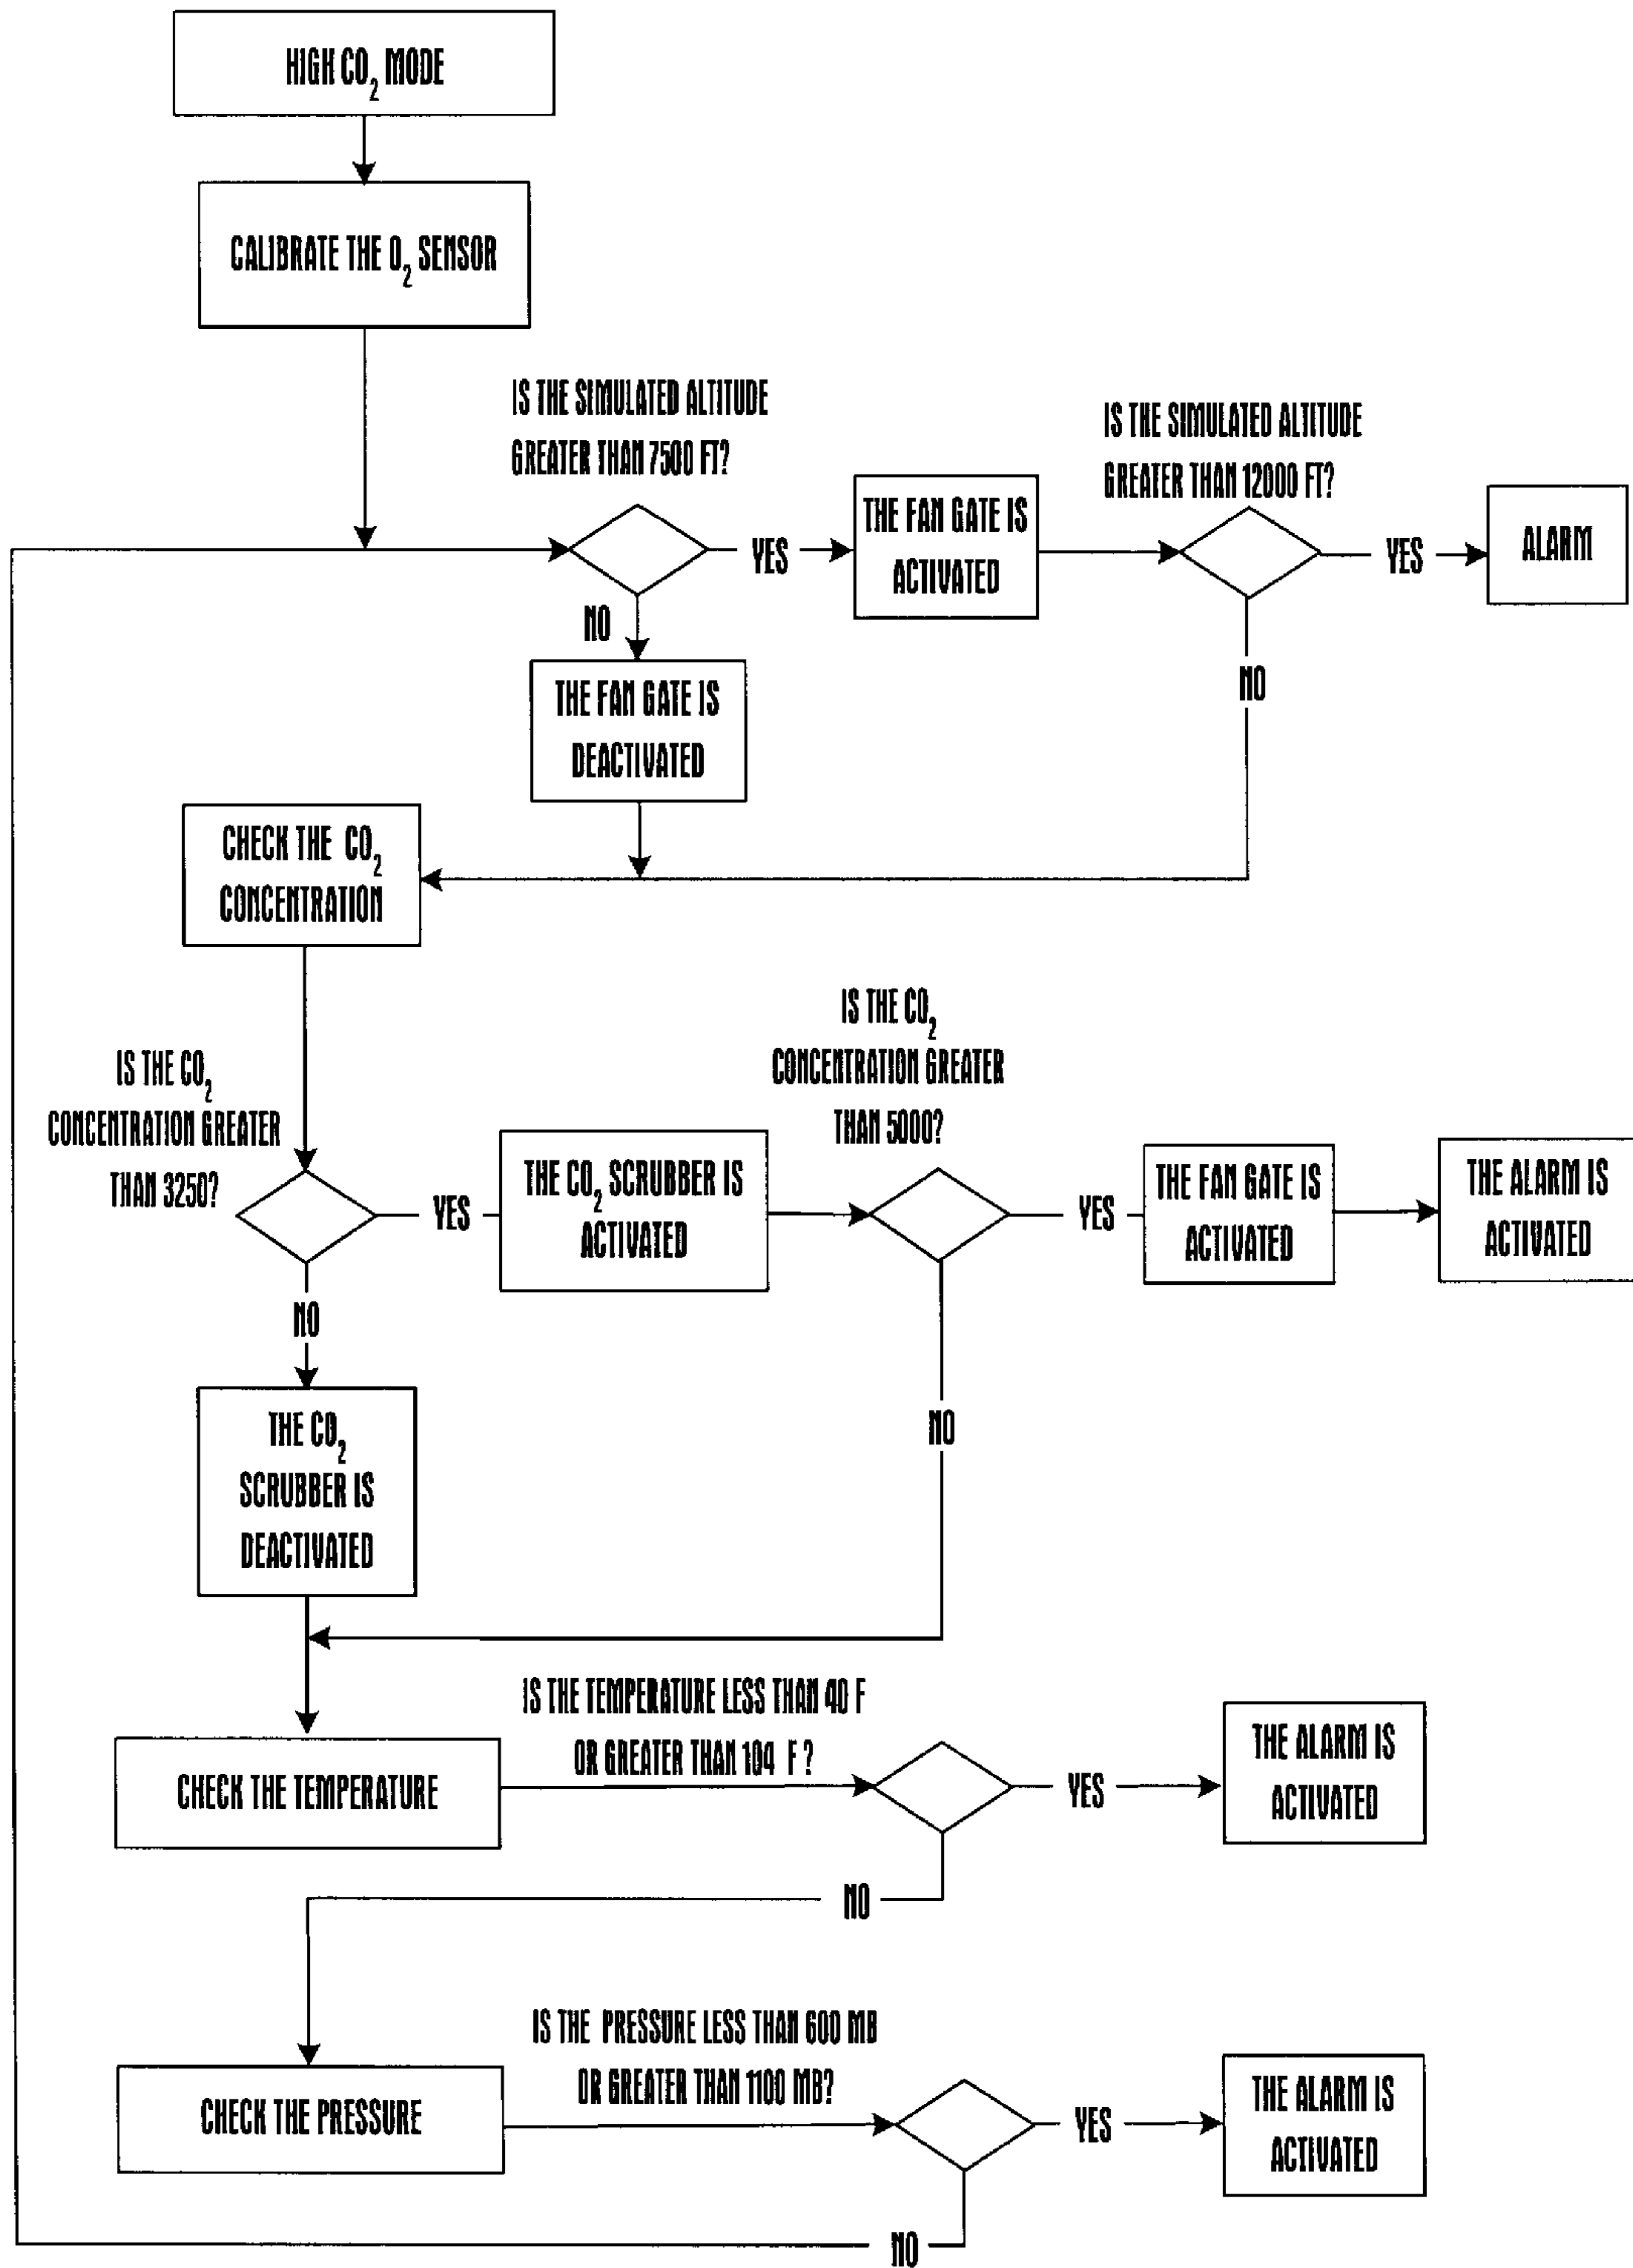 HIGH CO₂ MODE
CALIBRATE THE O₂ SENSOR
IS THE SIMULATED ALTITUDE
GREATER THAN 7500 FT?
YES
THE FAN GATE IS
ACTIVATED
IS THE SIMULATED ALTITUDE
GREATER THAN 12000 FT?
YES
ALARM
NO
THE FAN GATE IS
DEACTIVATED
NO
CHECK THE CO₂
CONCENTRATION
IS THE CO₂
CONCENTRATION GREATER
THAN 3250?
YES
THE CO₂ SCRUBBER IS
ACTIVATED
IS THE CO₂
CONCENTRATION GREATER
THAN 5000?
YES
THE FAN GATE IS
ACTIVATED
THE ALARM IS
ACTIVATED
NO
THE CO₂
SCRUBBER IS
DEACTIVATED
NO
CHECK THE TEMPERATURE
IS THE TEMPERATURE LESS THAN 40 F
OR GREATER THAN 104 F ?
YES
THE ALARM IS
ACTIVATED
NO
CHECK THE PRESSURE
IS THE PRESSURE LESS THAN 600 MB
OR GREATER THAN 1100 MB?
YES
THE ALARM IS
ACTIVATED
NO